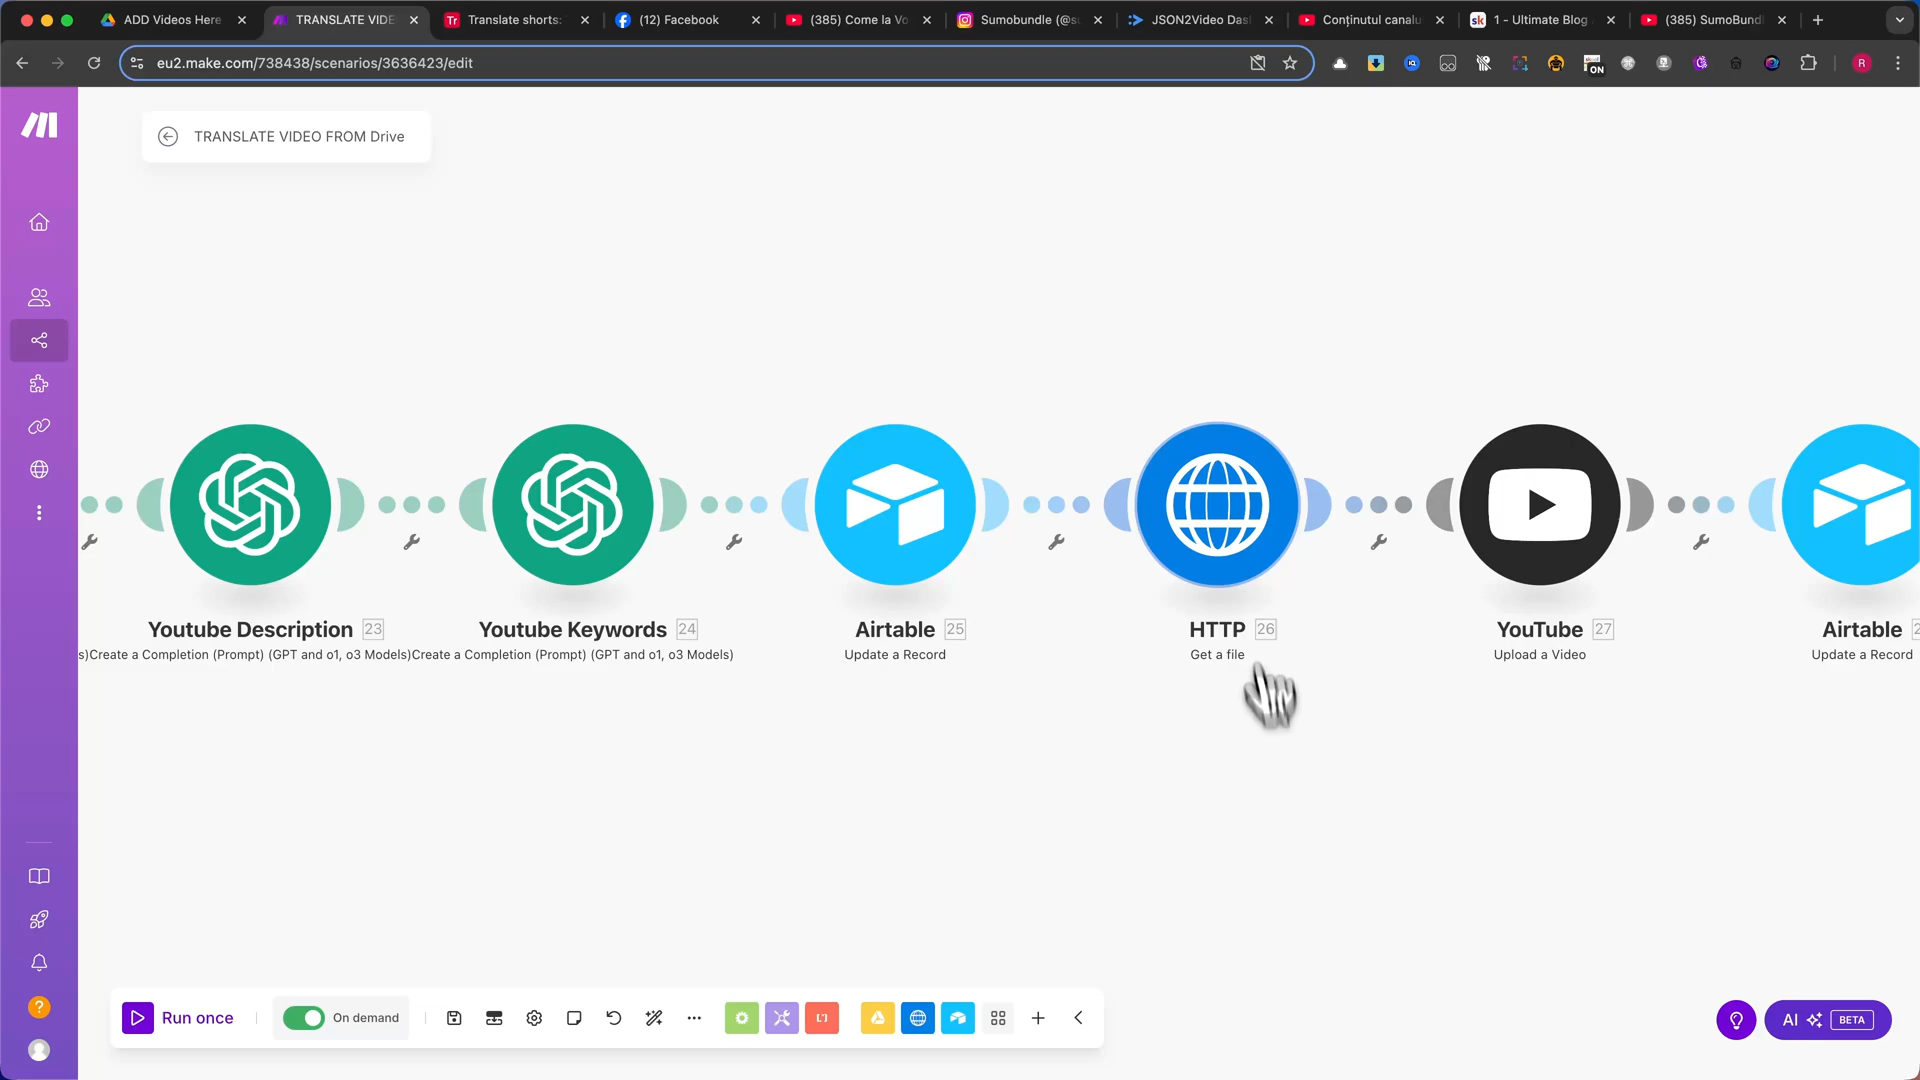 ADD Videos Here
TRANSLATE VIDE
Translate shorts:
(12) Facebook
(385) Come la Vo
Sumobundle (@su
JSON2Video Das
Conținutul canalu
1 - Ultimate Blog
(385) SumoBundl
eu2.make.com/738438/scenarios/3636423/edit
ON
R
TRANSLATE VIDEO FROM Drive
Youtube Description 23
Youtube Keywords 24
Airtable 25
HTTP 26
YouTube 27
Airtable 2
s)Create a Completion (Prompt) (GPT and o1, o3 Models)
Create a Completion (Prompt) (GPT and o1, o3 Models)
Update a Record
Get a file
Upload a Video
Update a Record
?
Run once
On demand
AI BETA